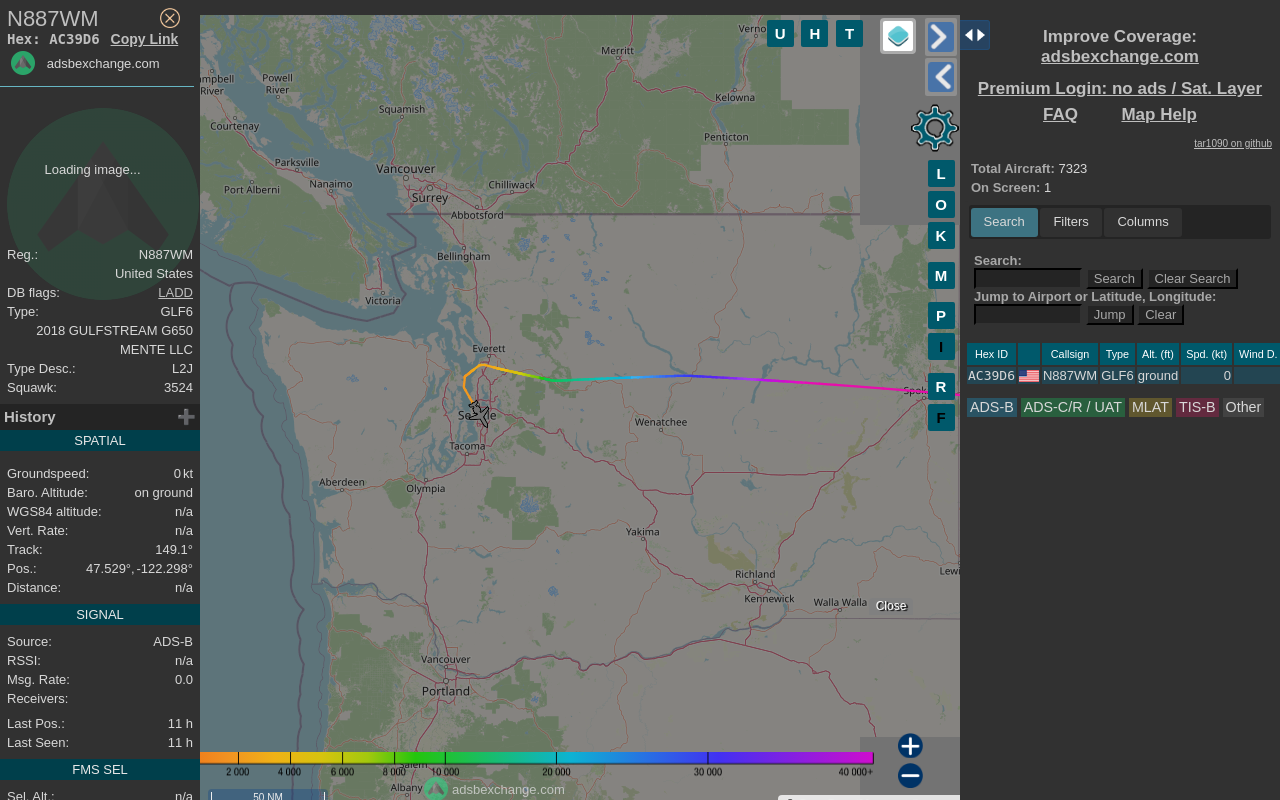 N887WM
Hex: AC39D6 Copy Link
adsbexchange.com
Loading image...
Reg.: N887WM
United States
DB flags: LADD
Type: GLF6
2018 GULFSTREAM G650
MENTE LLC
Type Desc.: L2J
Squawk: 3524
History
SPATIAL
Groundspeed: 0 kt
Baro. Altitude: on ground
WGS84 altitude: n/a
Vert. Rate: n/a
Track: 149.1°
Pos.: 47.529°, -122.298°
Distance: n/a
SIGNAL
Source: ADS-B
RSSI: n/a
Msg. Rate: 0.0
Receivers:
Last Pos.: 11 h
Last Seen: 11 h
FMS SEL
Sel. Alt.: n/a
U H T
L
O
K
M
P
I
R
F
Merritt
Kelowna
Penticton
Powell
River
River
Courtenay
Squamish
Parksville
Nanaimo
Port Alberni
Vancouver
Surrey
Chilliwack
Abbotsford
Bellingham
Victoria
Everett
Tacoma
Wenatchee
Aberdeen
Olympia
Yakima
Richland
Kennewick
Walla Walla
Vancouver
Portland
Salem
Albany
Close
2 000 4 000 6 000 8 000 10 000 20 000 30 000 40 000+
adsbexchange.com
50 NM
Improve Coverage:
adsbexchange.com
Premium Login: no ads / Sat. Layer
FAQ Map Help
tar1090 on github
Total Aircraft: 7323
On Screen: 1
Search Filters Columns
Search:
Search Clear Search
Jump to Airport or Latitude, Longitude:
Jump Clear
Hex ID Callsign Type Alt. (ft) Spd. (kt) Wind D.
AC39D6 N887WM GLF6 ground 0
ADS-B ADS-C/R / UAT MLAT TIS-B Other